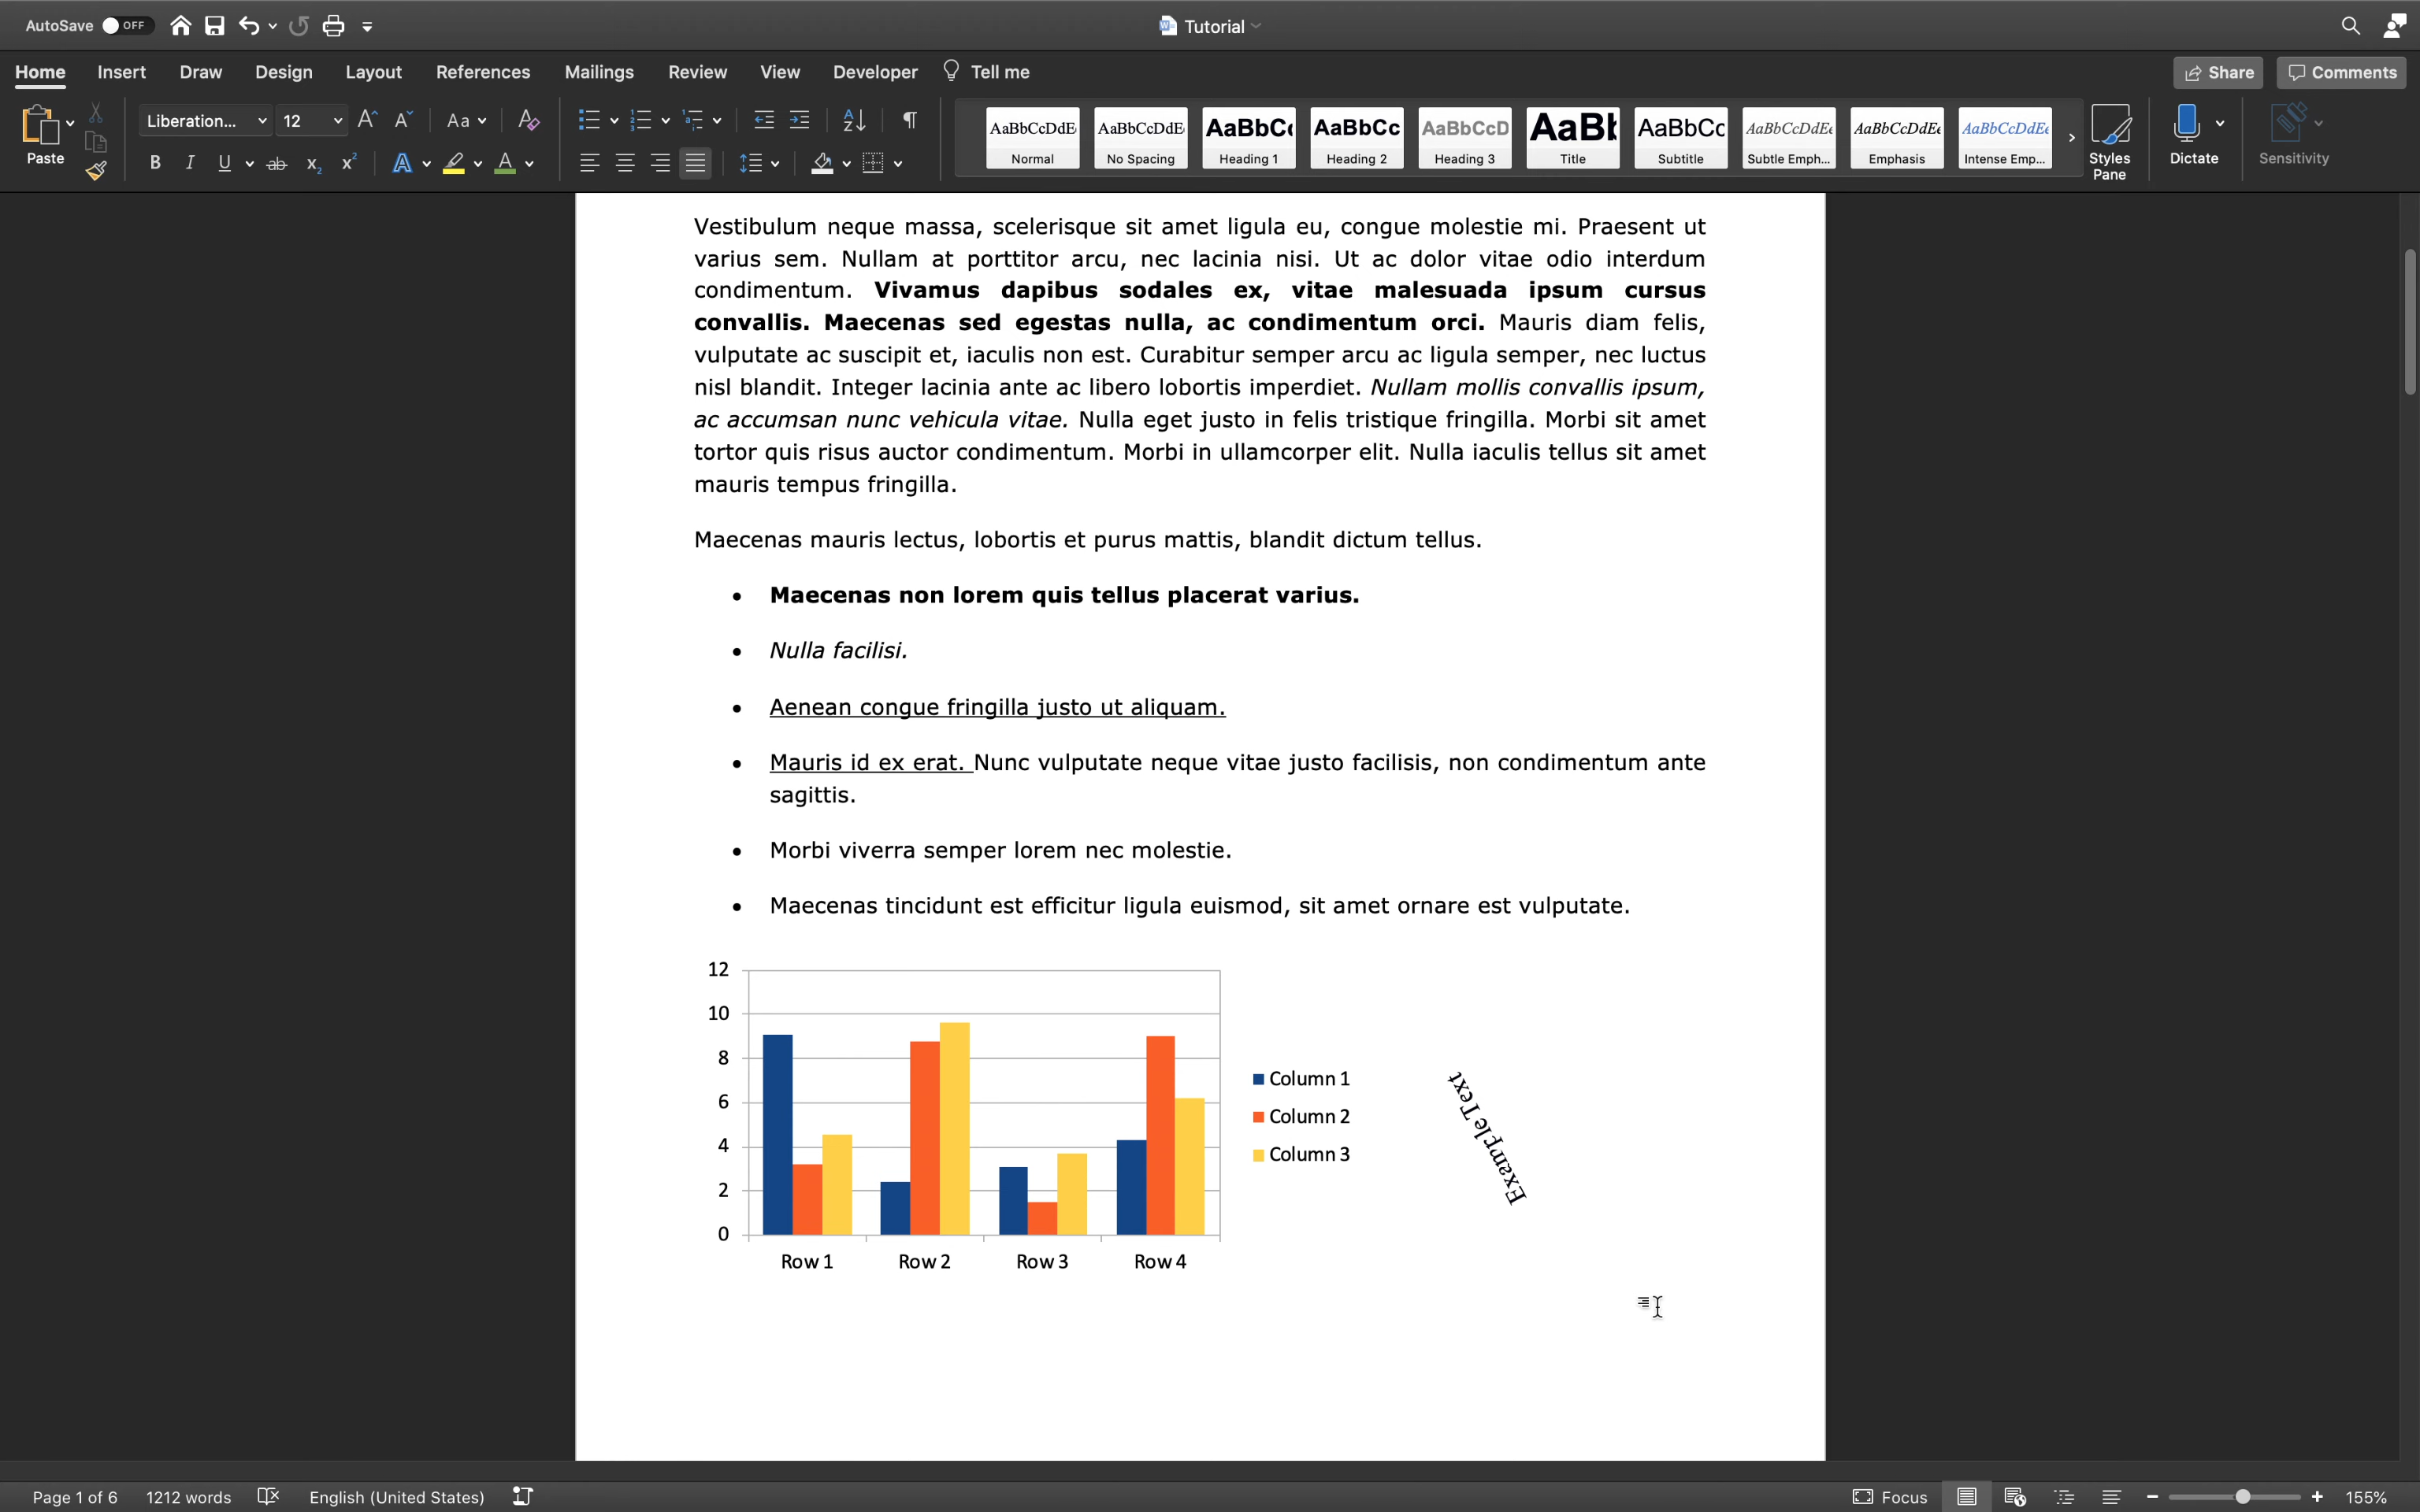 AutoSave OFF Tutorial
Home Insert Draw Design Layout References Mailings Review View Developer Tell me Share Comments
Paste Liberation... 12 Aa
AaBbCcDdE AaBbCcDdE AaBbC AaBbCc AaBbCcD AaBb AaBbCc AaBbCcDdEe AaBbCcDdEe AaBbCcDdEe
Normal No Spacing Heading 1 Heading 2 Heading 3 Title Subtitle Subtle Emph... Emphasis Intense Emp...
Styles Pane Dictate Sensitivity
Vestibulum neque massa, scelerisque sit amet ligula eu, congue molestie mi. Praesent ut
varius sem. Nullam at porttitor arcu, nec lacinia nisi. Ut ac dolor vitae odio interdum
condimentum. Vivamus dapibus sodales ex, vitae malesuada ipsum cursus
convallis. Maecenas sed egestas nulla, ac condimentum orci. Mauris diam felis,
vulputate ac suscipit et, iaculis non est. Curabitur semper arcu ac ligula semper, nec luctus
nisl blandit. Integer lacinia ante ac libero lobortis imperdiet. Nullam mollis convallis ipsum,
ac accumsan nunc vehicula vitae. Nulla eget justo in felis tristique fringilla. Morbi sit amet
tortor quis risus auctor condimentum. Morbi in ullamcorper elit. Nulla iaculis tellus sit amet
mauris tempus fringilla.
Maecenas mauris lectus, lobortis et purus mattis, blandit dictum tellus.
• Maecenas non lorem quis tellus placerat varius.
• Nulla facilisi.
• Aenean congue fringilla justo ut aliquam.
• Mauris id ex erat. Nunc vulputate neque vitae justo facilisis, non condimentum ante
sagittis.
• Morbi viverra semper lorem nec molestie.
• Maecenas tincidunt est efficitur ligula euismod, sit amet ornare est vulputate.
12
10
8
6
4
2
0
Row 1 Row 2 Row 3 Row 4
Column 1
Column 2
Column 3
Example Text
Page 1 of 6 1212 words English (United States) Focus 155%